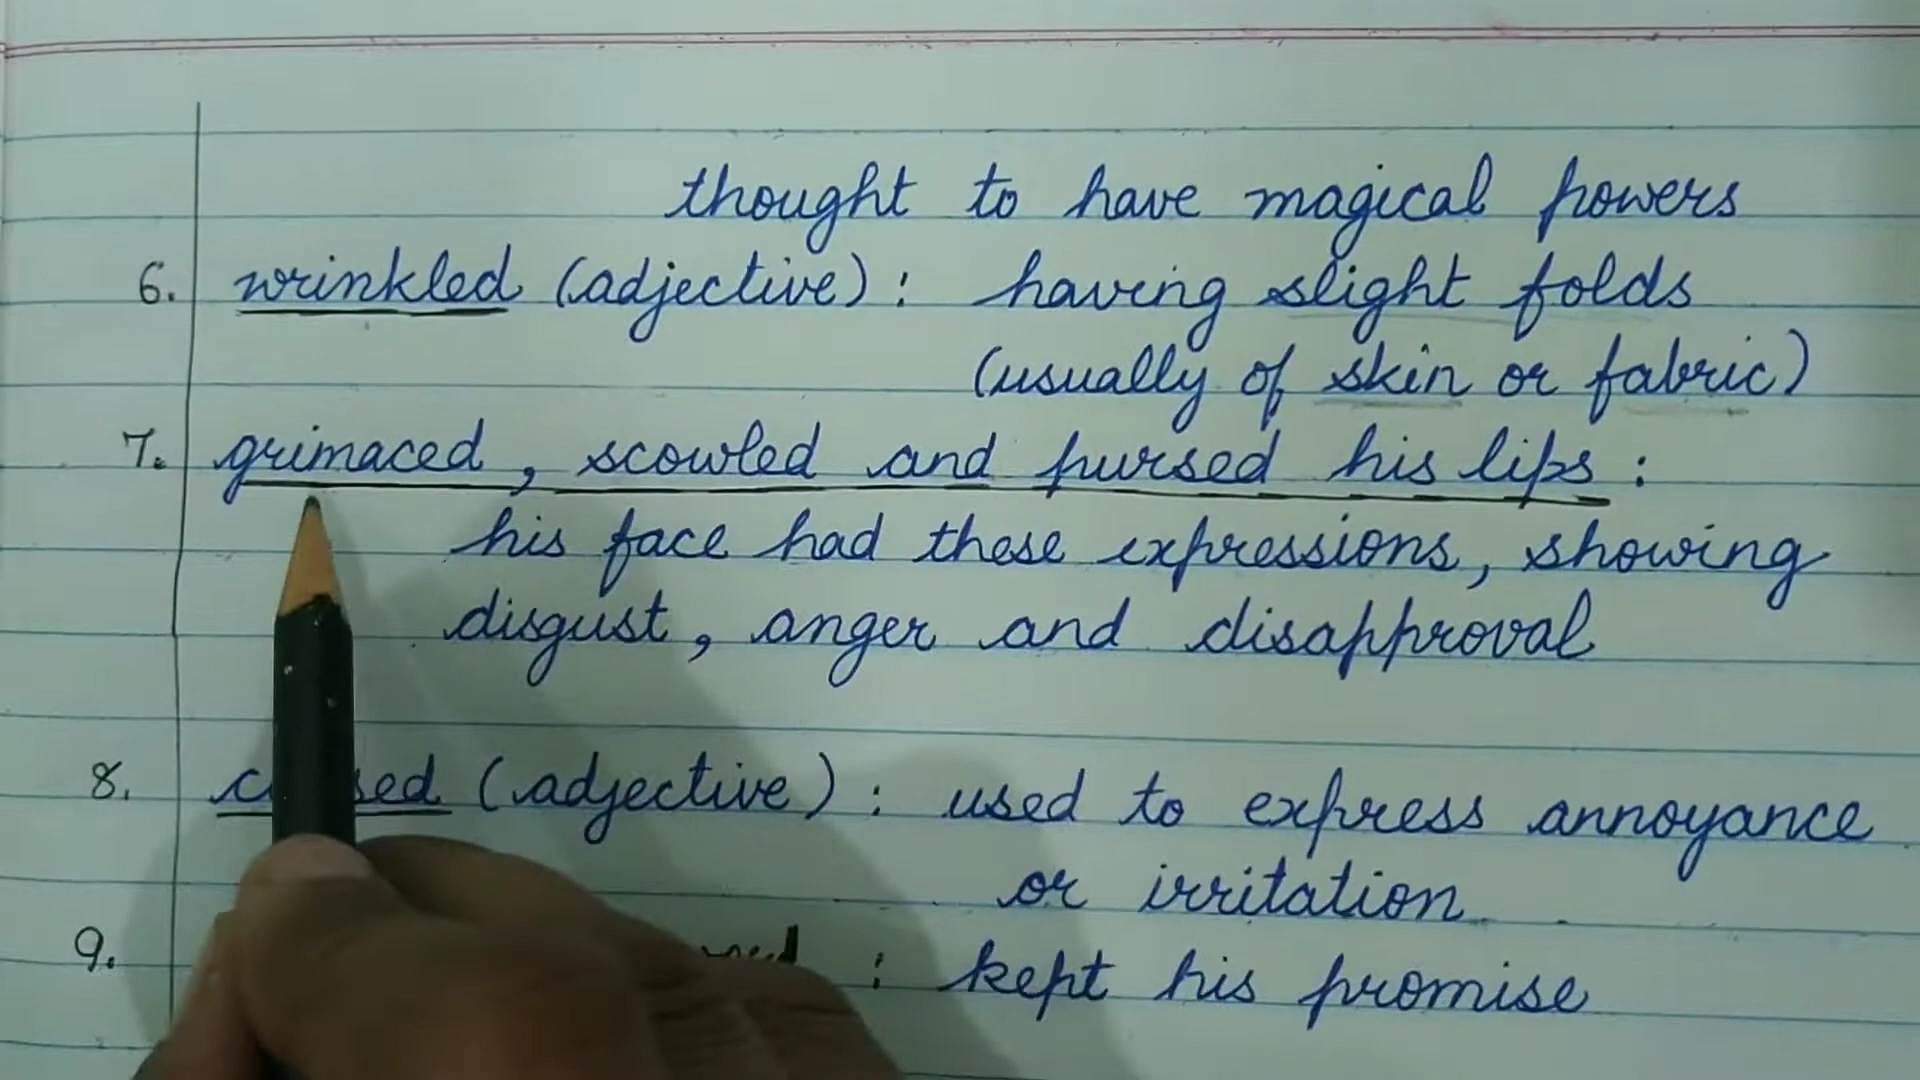 thought to have magical powers
6. wrinkled (adjective) : having slight folds
(usually of skin or fabric)
7. grimaced, scowled and pursed his lips :
his face had these expressions, showing
disgust, anger and disapproval
8. (adjective) : used to express annoyance
or irritation
9. : kept his promise